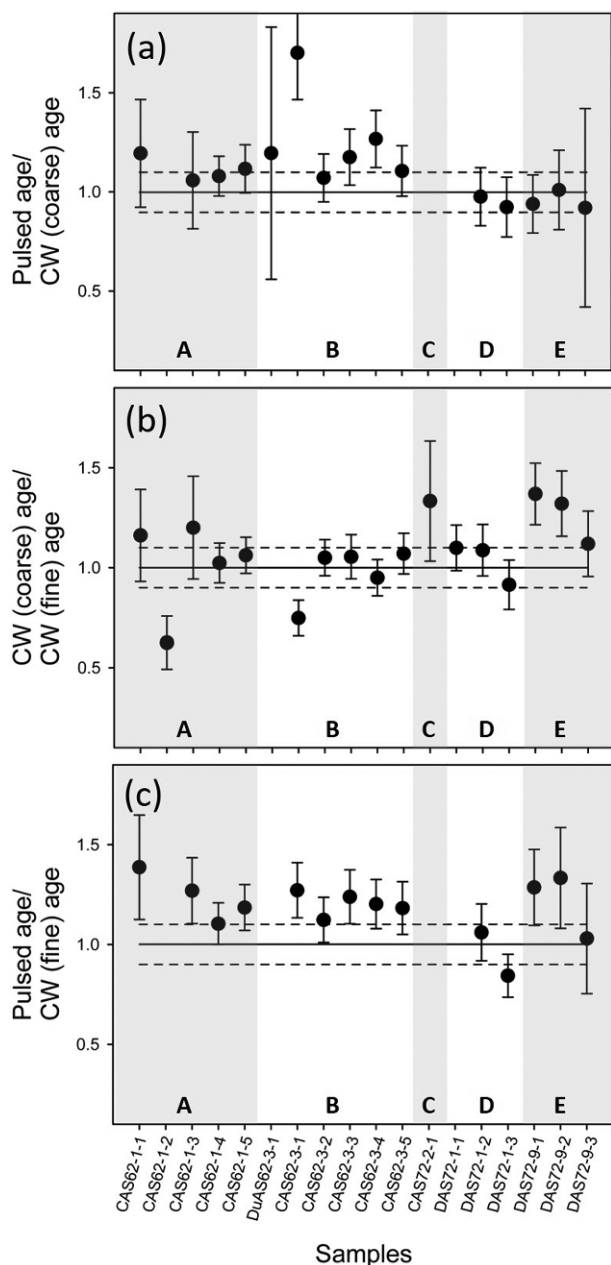 (a)
Pulsed age/
CW (coarse) age
1.5
1.0
0.5
A
B
C
D
E
(b)
CW (coarse) age/
CW (fine) age
1.5
1.0
0.5
A
B
C
D
E
(c)
Pulsed age/
CW (fine) age
1.5
1.0
0.5
A
B
C
D
E
CAS62-1-1
CAS62-1-2
CAS62-1-3
CAS62-1-4
CAS62-1-5
DuAS62-3-1
CAS62-3-1
CAS62-3-2
CAS62-3-3
CAS62-3-4
CAS62-3-5
CAS72-2-1
DAS72-1-1
DAS72-1-2
DAS72-1-3
DAS72-9-1
DAS72-9-2
DAS72-9-3
Samples